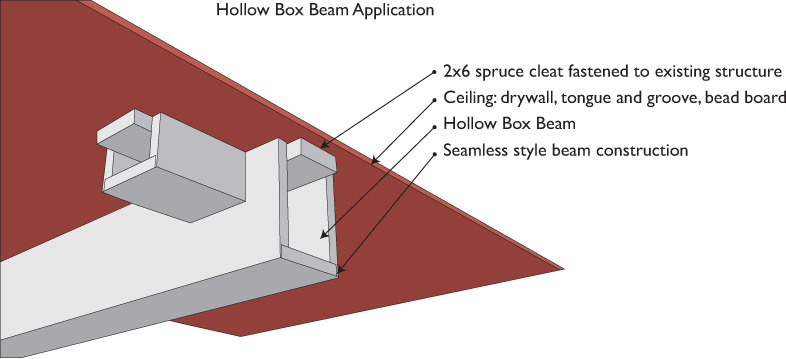 Hollow Box Beam Application
2x6 spruce cleat fastened to existing structure
Ceiling: drywall, tongue and groove, bead board
Hollow Box Beam
Seamless style beam construction